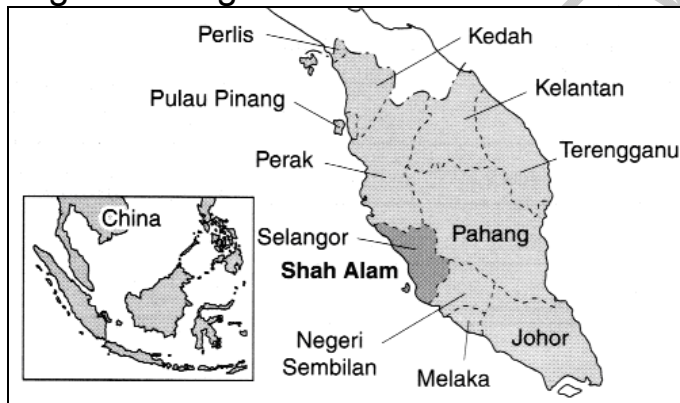 Perlis
Kedah
Pulau Pinang
Kelantan
Perak
Terengganu
China
Selangor
Pahang
Shah Alam
Negeri
Sembilan
Johor
Melaka